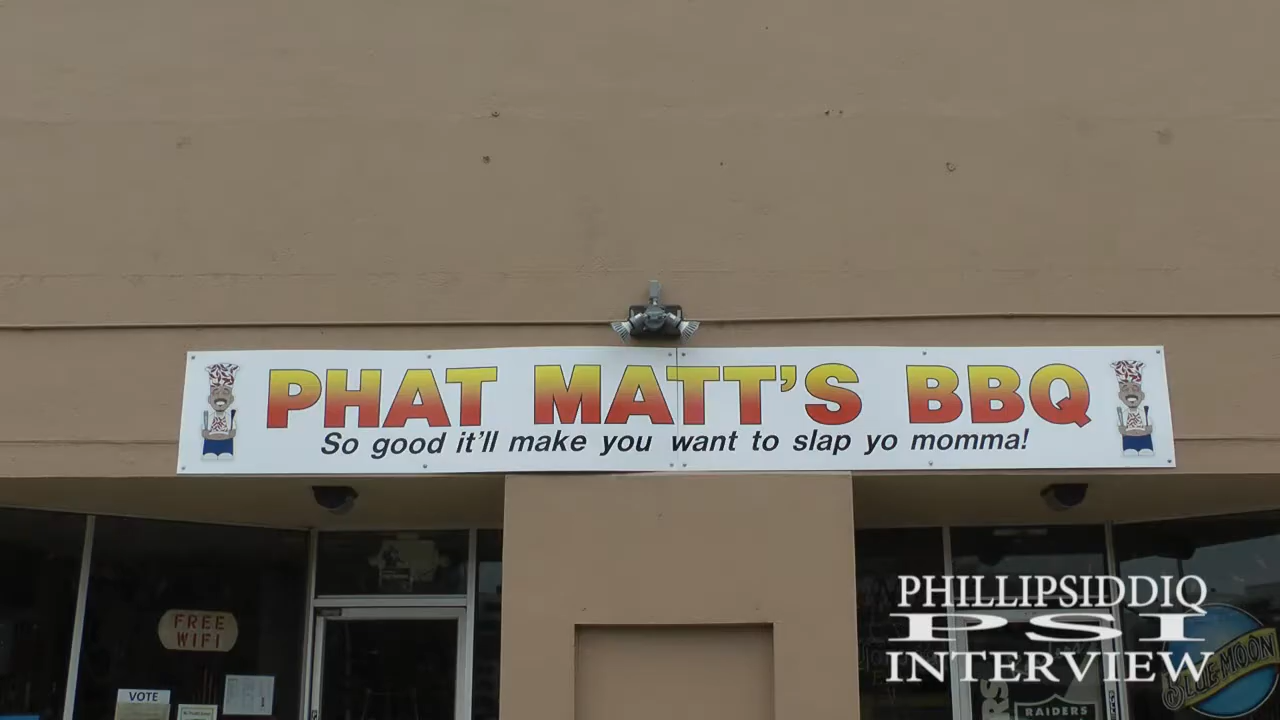 PHAT MATT'S BBQ
So good it'll make you want to slap yo momma!
FREE
WIFI
VOTE
PHILLIPSIDDIQ
PSI
INTERVIEW
BLUE MOON
RAIDERS